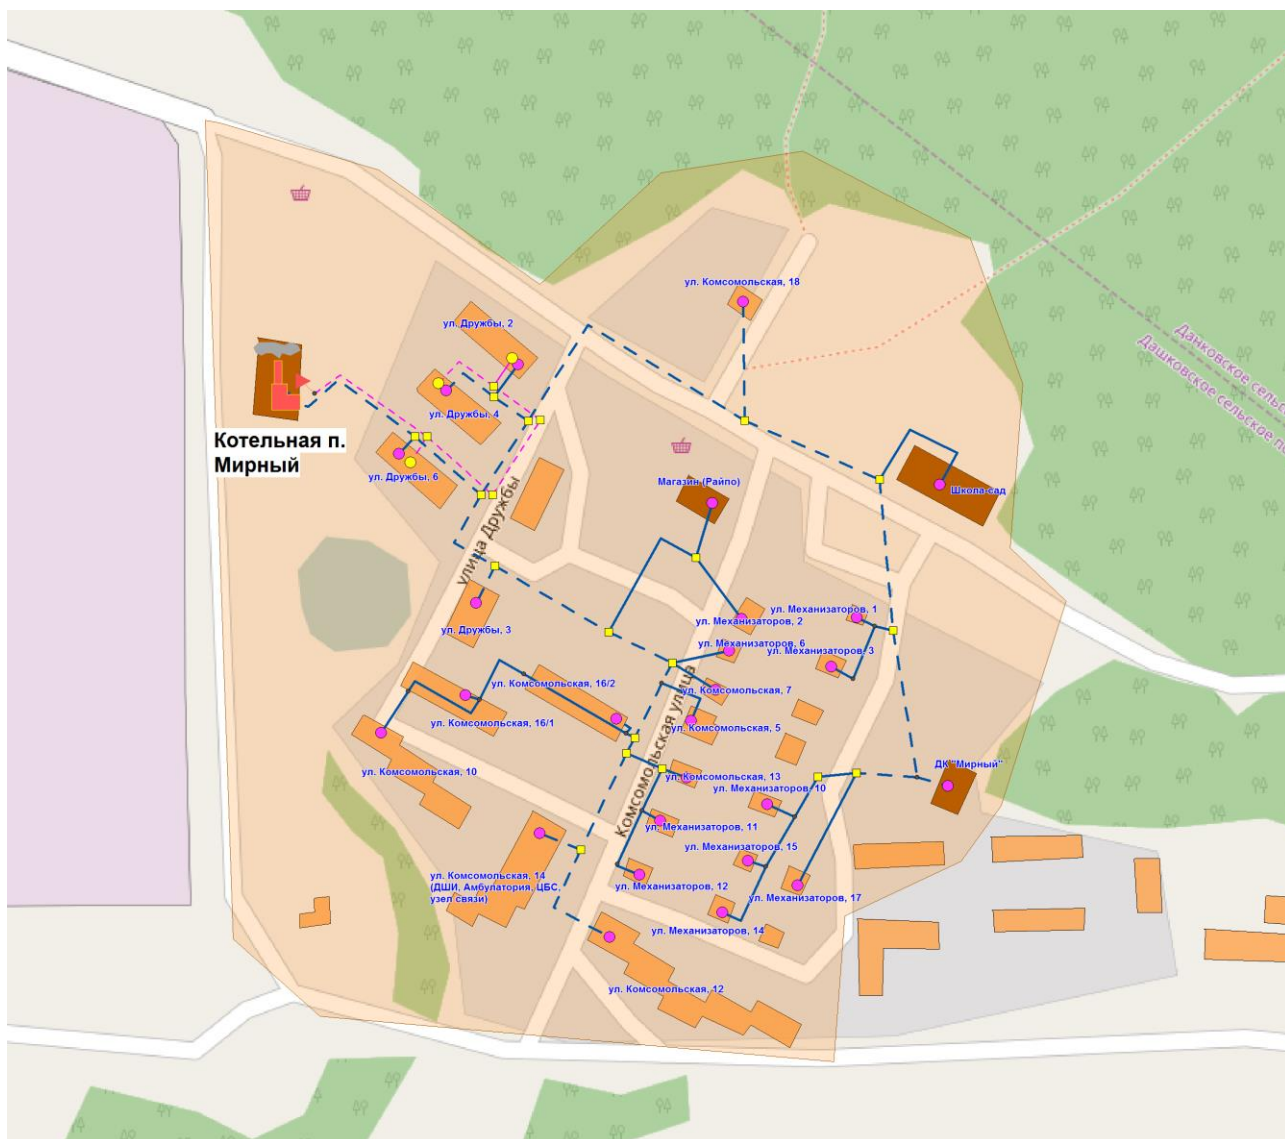 ул. Комсомольская, 18
ул. Дружбы, 2
Данковское сельс
Дашковское сельское по
ул. Дружбы, 4
Котельная п.
Мирный
ул. Дружбы, 6
Магазин (Райпо)
Школа сад
улица Дружбы
ул. Механизаторов, 1
ул. Механизаторов, 2
ул. Дружбы, 3
ул. Механизаторов, 6
ул. Механизаторов, 3
ул. Комсомольская, 16/2
ул. Комсомольская, 7
ул. Комсомольская, 16/1
ул. Комсомольская, 5
Комсомольская улица
ул. Комсомольская, 10
ДК "Мирный"
ул. Комсомольская, 13
ул. Механизаторов, 10
ул. Механизаторов, 11
ул. Механизаторов, 15
ул. Комсомольская, 14
(ДШИ, Амбулатория, ЦБС,
узел связи)
ул. Механизаторов, 12
ул. Механизаторов, 17
ул. Механизаторов, 14
ул. Комсомольская, 12